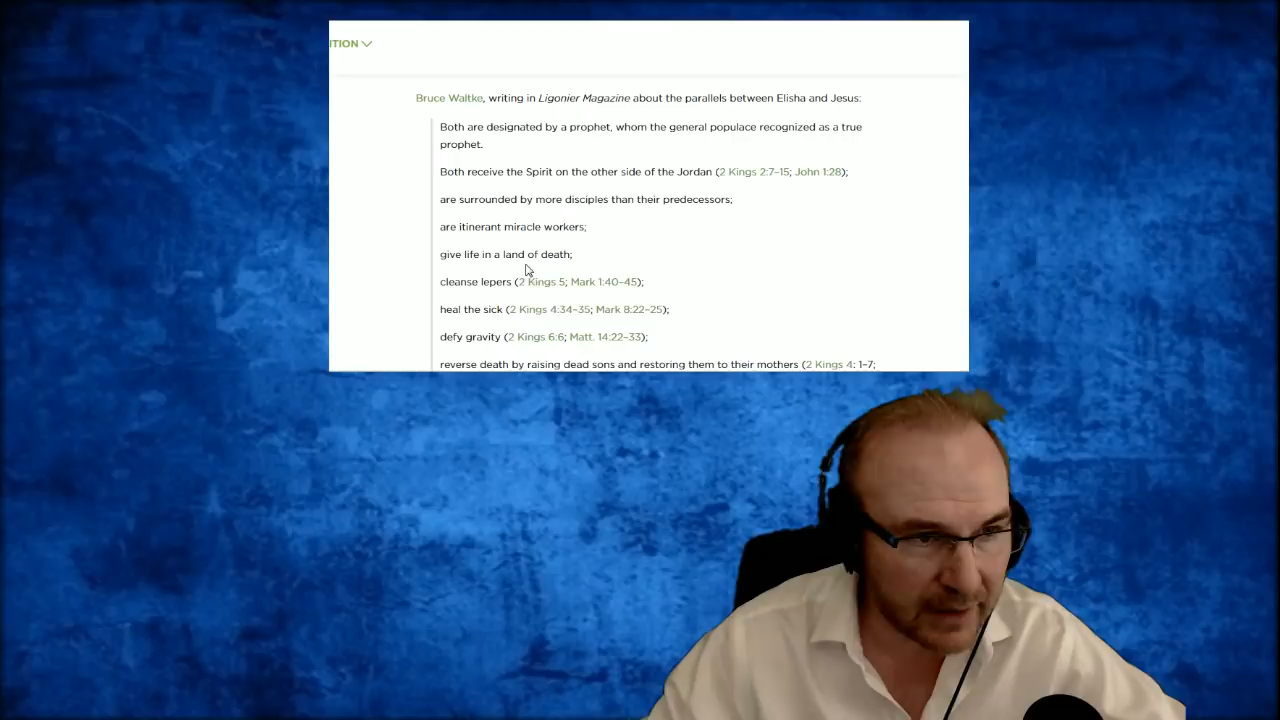 ITION
Bruce Waltke, writing in Ligonier Magazine about the parallels between Elisha and Jesus:
Both are designated by a prophet, whom the general populace recognized as a true
prophet.
Both receive the Spirit on the other side of the Jordan (2 Kings 2:7–15; John 1:28);
are surrounded by more disciples than their predecessors;
are itinerant miracle workers;
give life in a land of death;
cleanse lepers (2 Kings 5; Mark 1:40–45);
heal the sick (2 Kings 4:34–35; Mark 8:22–25);
defy gravity (2 Kings 6:6; Matt. 14:22–33);
reverse death by raising dead sons and restoring them to their mothers (2 Kings 4: 1–7;